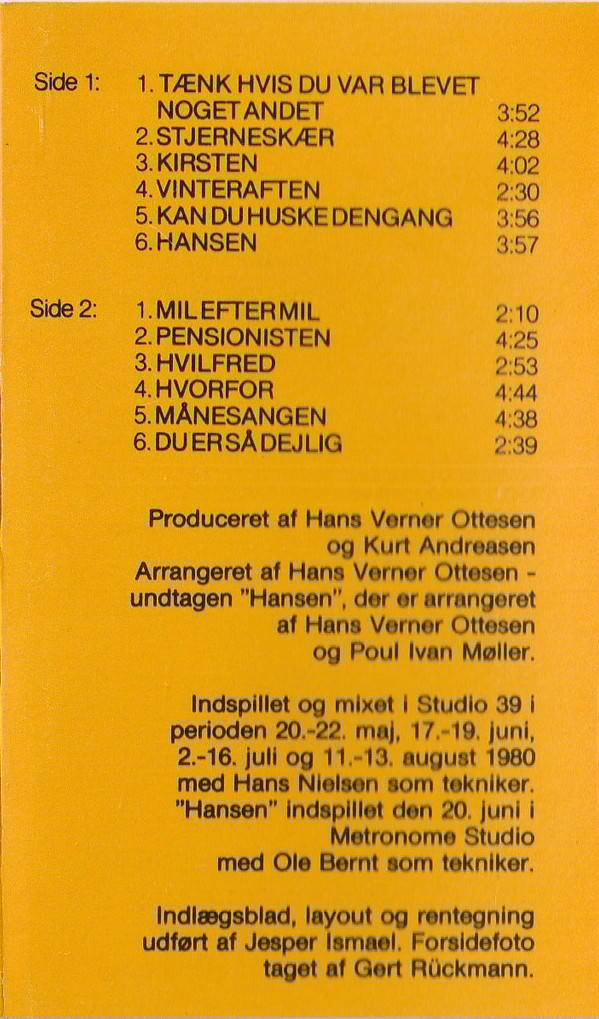 Side 1: 1. TÆNK HVIS DU VAR BLEVET
NOGET ANDET 3:52
2. STJERNESKÆR 4:28
3. KIRSTEN 4:02
4. VINTERAFTEN 2:30
5. KAN DU HUSKE DENGANG 3:56
6. HANSEN 3:57
Side 2: 1. MIL EFTER MIL 2:10
2. PENSIONISTEN 4:25
3. HVILFRED 2:53
4. HVORFOR 4:44
5. MÅNESANGEN 4:38
6. DU ER SÅ DEJLIG 2:39
Produceret af Hans Verner Ottesen
og Kurt Andreasen
Arrangeret af Hans Verner Ottesen -
undtagen "Hansen", der er arrangeret
af Hans Verner Ottesen
og Poul Ivan Møller.
Indspillet og mixet i Studio 39 i
perioden 20.-22. maj, 17.-19. juni,
2.-16. juli og 11.-13. august 1980
med Hans Nielsen som tekniker.
"Hansen" indspillet den 20. juni i
Metronome Studio
med Ole Bernt som tekniker.
Indlægsblad, layout og rentegning
udført af Jesper Ismael. Forsidefoto
taget af Gert Rückmann.